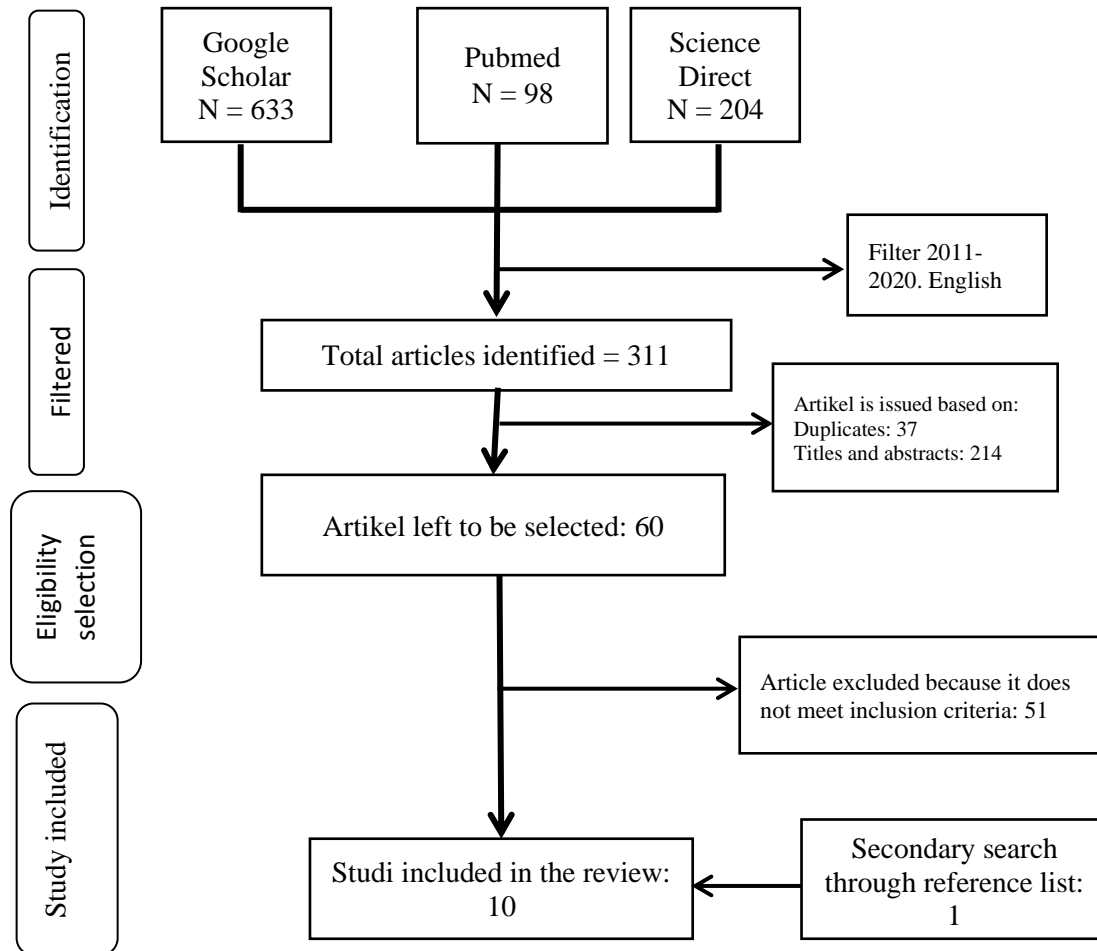 Identification
Google
Scholar
N = 633
Pubmed
N = 98
Science
Direct
N = 204
Filter 2011-
2020. English
Filtered
Total articles identified = 311
Artikel is issued based on:
Duplicates: 37
Titles and abstracts: 214
Eligibility
selection
Artikel left to be selected: 60
Article excluded because it does
not meet inclusion criteria: 51
Study included
Studi included in the review:
10
Secondary search
through reference list:
1